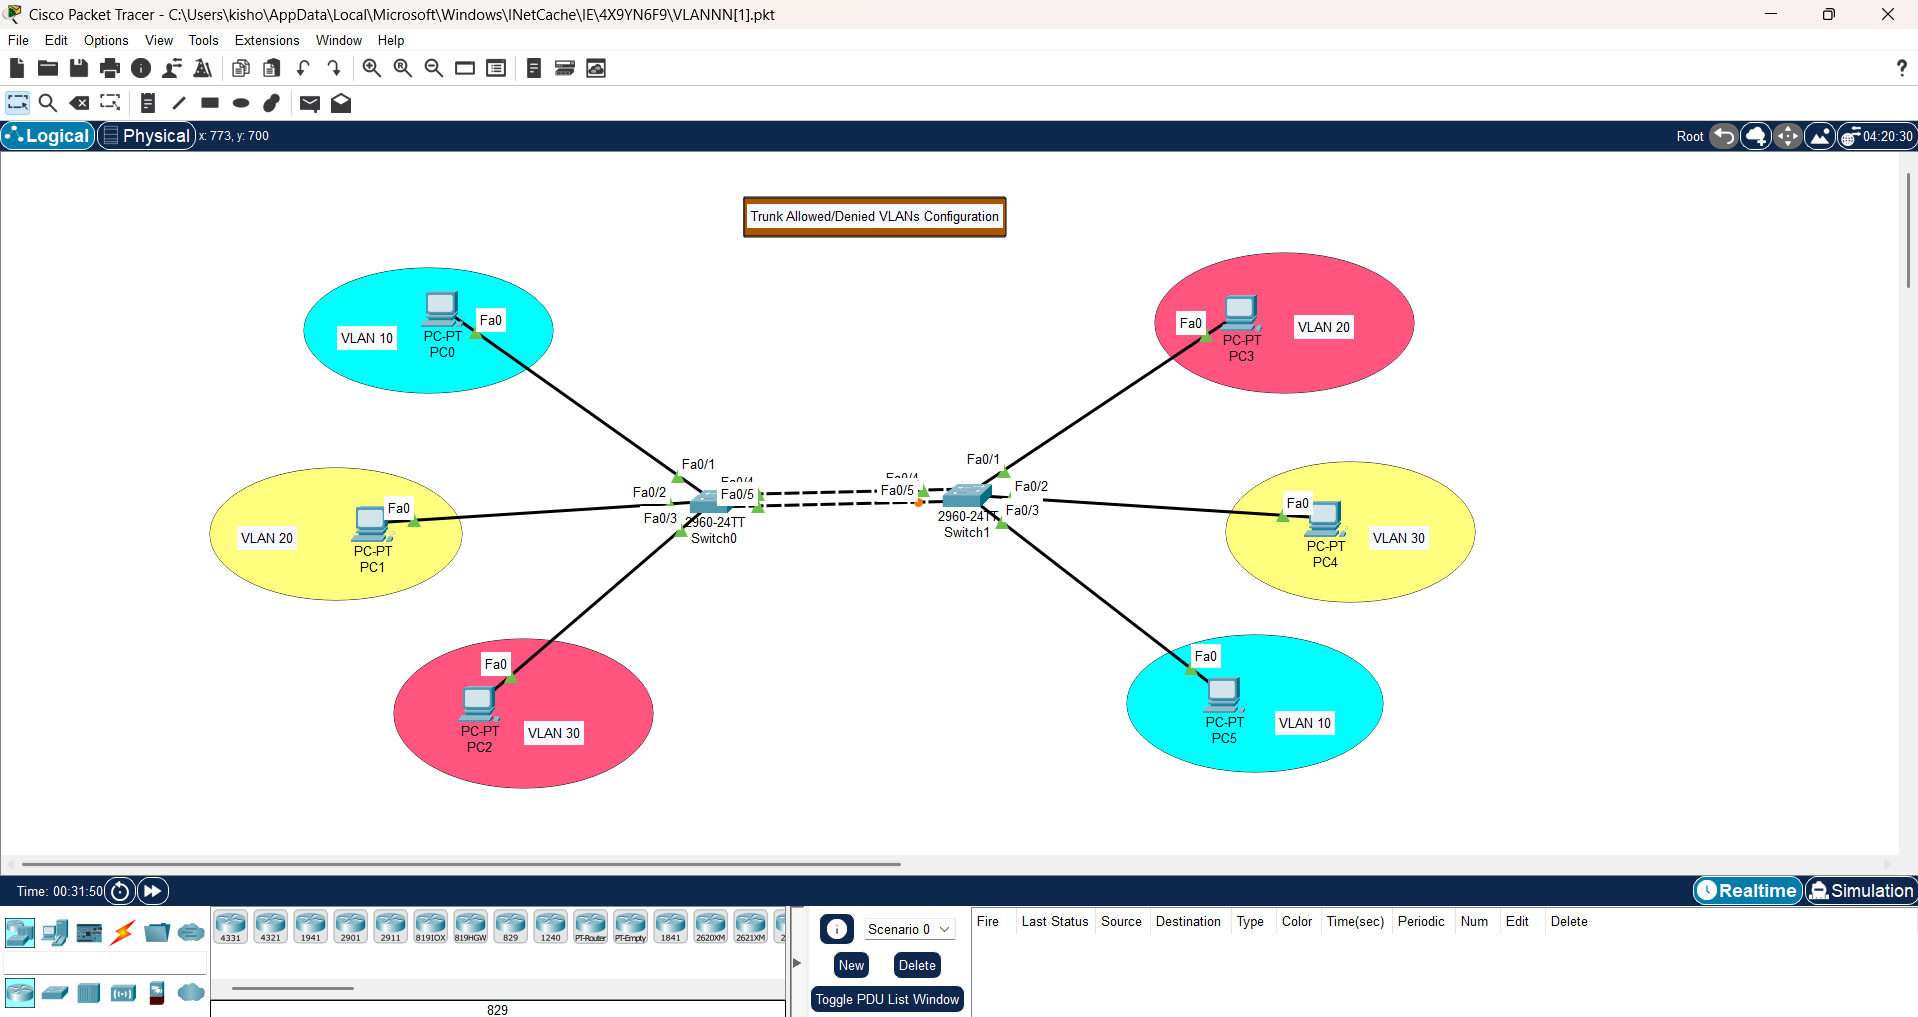 Cisco Packet Tracer - C:\Users\kisho\AppData\Local\Microsoft\Windows\INetCache\IE\4X9YN6F9\VLANNN[1].pkt
File Edit Options View Tools Extensions Window Help
?
Logical Physical x: 773, y: 700 Root 04:20:30
Trunk Allowed/Denied VLANs Configuration
VLAN 10
Fa0
PC-PT
PC0
Fa0
PC-PT
PC3
VLAN 20
Fa0/1
Fa0/2
Fa0/3
Fa0/4
Fa0/5
2960-24TT
Switch0
Fa0/4
Fa0/5
Fa0/1
Fa0/2
Fa0/3
2960-24TT
Switch1
VLAN 20
Fa0
PC-PT
PC1
Fa0
PC-PT
PC4
VLAN 30
Fa0
PC-PT
PC2
VLAN 30
Fa0
PC-PT
PC5
VLAN 10
Time: 00:31:50 Realtime Simulation
4331 4321 1941 2901 2911 819IOX 819HGW 829 1240 PT-Router PT-Empty 1841 2620XM 2621XM 2
829
Scenario 0
New Delete
Toggle PDU List Window
Fire Last Status Source Destination Type Color Time(sec) Periodic Num Edit Delete